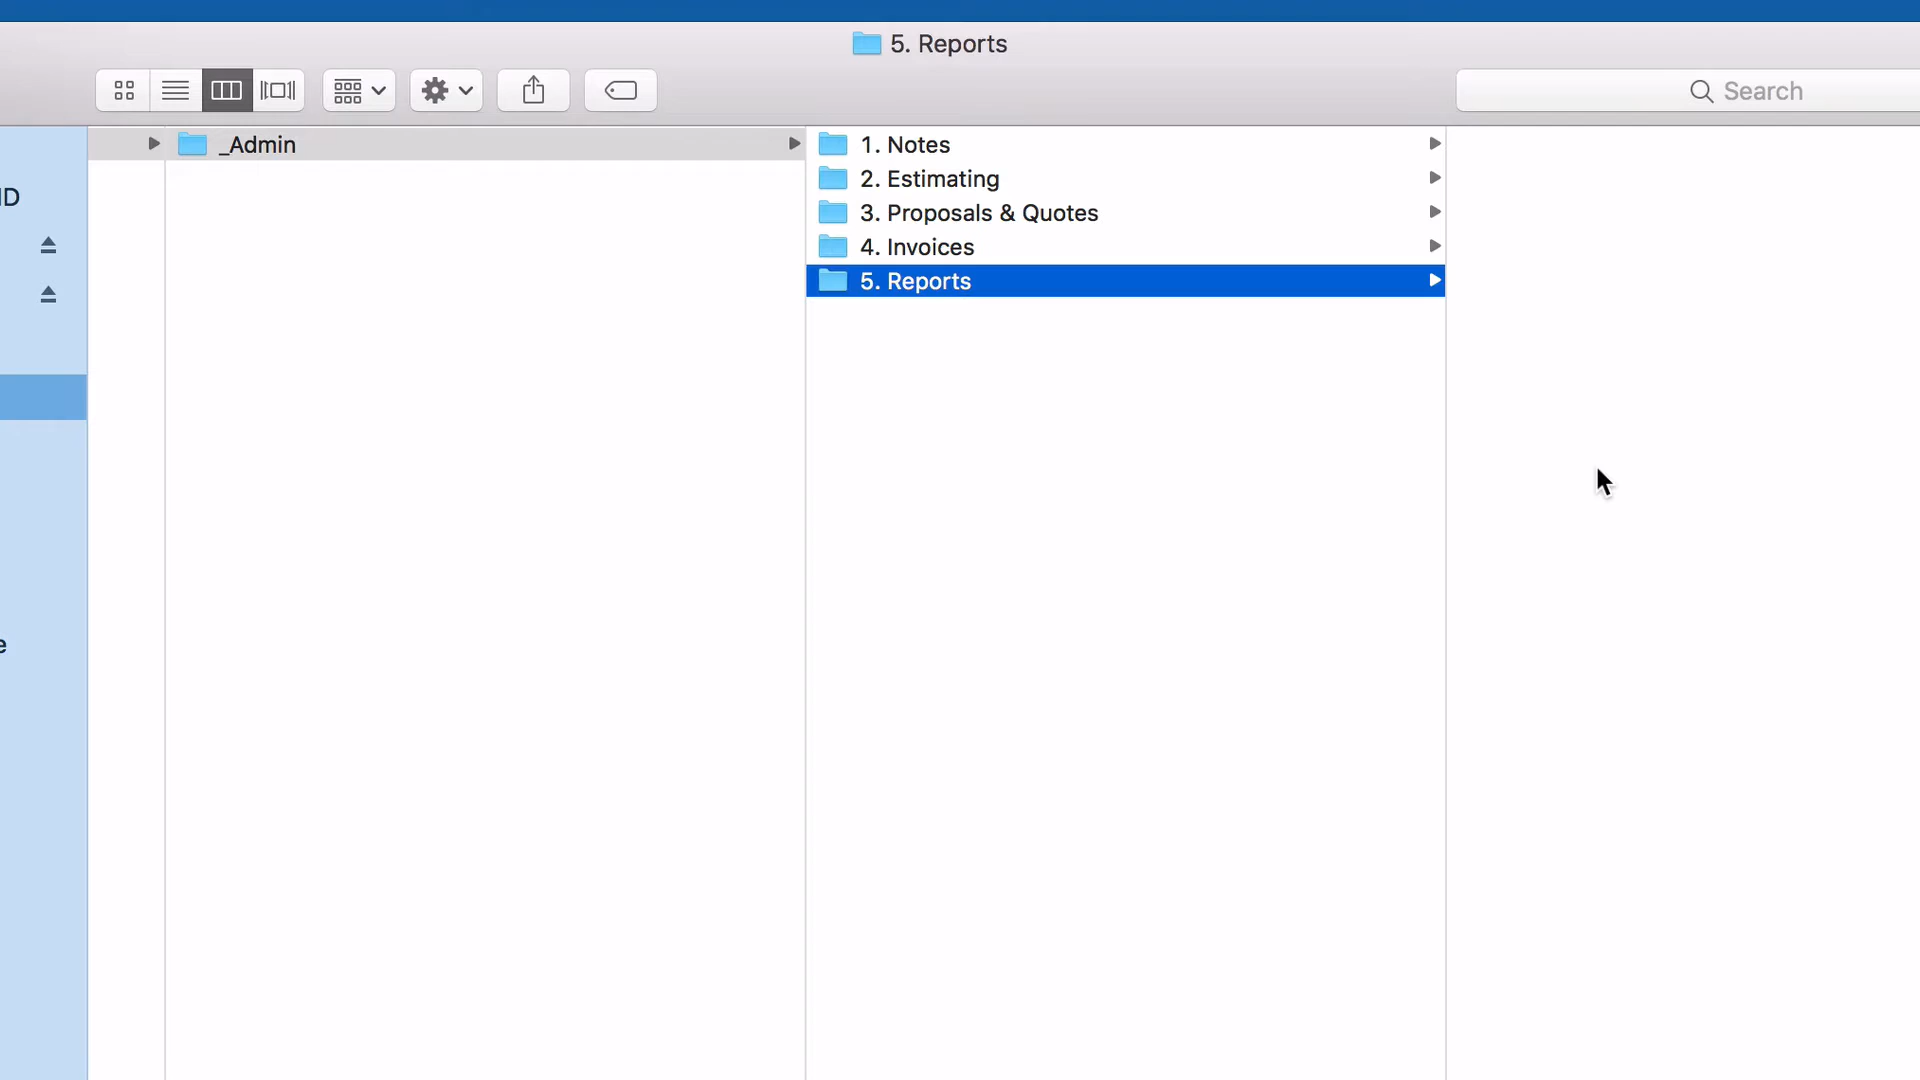 5. Reports
Search
_Admin
1. Notes
2. Estimating
3. Proposals & Quotes
4. Invoices
5. Reports
D
e